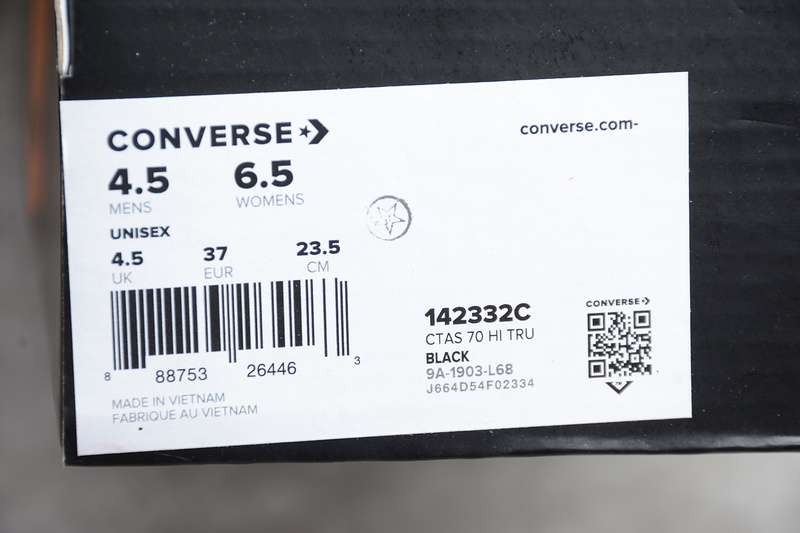 CONVERSE
converse.com-
4.5 6.5
MENS WOMENS
UNISEX
4.5 37 23.5
UK EUR CM
8 88753 26446 3
MADE IN VIETNAM
FABRIQUE AU VIETNAM
142332C
CTAS 70 HI TRU
BLACK
9A-1903-L68
J664D54F02334
CONVERSE